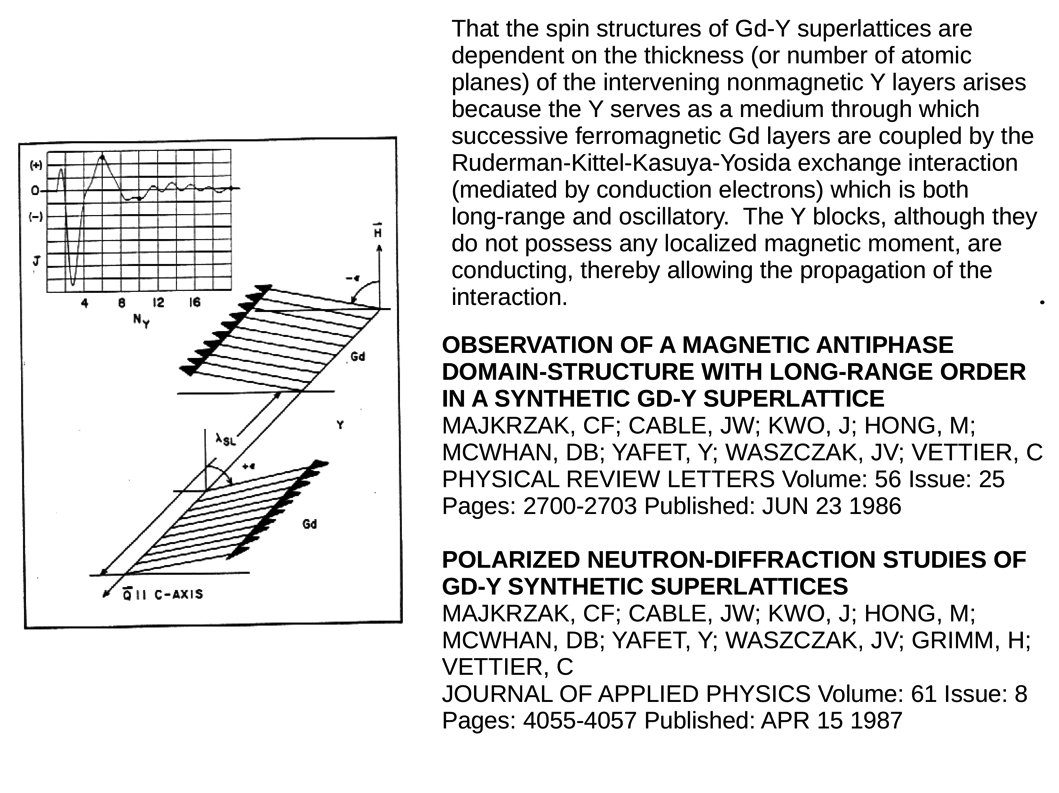 That the spin structures of Gd-Y superlattices are
dependent on the thickness (or number of atomic
planes) of the intervening nonmagnetic Y layers arises
because the Y serves as a medium through which
successive ferromagnetic Gd layers are coupled by the
Ruderman-Kittel-Kasuya-Yosida exchange interaction
(mediated by conduction electrons) which is both
long-range and oscillatory.  The Y blocks, although they
do not possess any localized magnetic moment, are
conducting, thereby allowing the propagation of the
interaction.
.
(+)
0
(-)
J
4 8 12 16
N_Y
H⃗
-ϵ
Gd
Y
λ_SL
+ϵ
Gd
Q̄ || C-AXIS
OBSERVATION OF A MAGNETIC ANTIPHASE
DOMAIN-STRUCTURE WITH LONG-RANGE ORDER
IN A SYNTHETIC GD-Y SUPERLATTICE
MAJKRZAK, CF; CABLE, JW; KWO, J; HONG, M;
MCWHAN, DB; YAFET, Y; WASZCZAK, JV; VETTIER, C
PHYSICAL REVIEW LETTERS Volume: 56 Issue: 25
Pages: 2700-2703 Published: JUN 23 1986
POLARIZED NEUTRON-DIFFRACTION STUDIES OF
GD-Y SYNTHETIC SUPERLATTICES
MAJKRZAK, CF; CABLE, JW; KWO, J; HONG, M;
MCWHAN, DB; YAFET, Y; WASZCZAK, JV; GRIMM, H;
VETTIER, C
JOURNAL OF APPLIED PHYSICS Volume: 61 Issue: 8
Pages: 4055-4057 Published: APR 15 1987